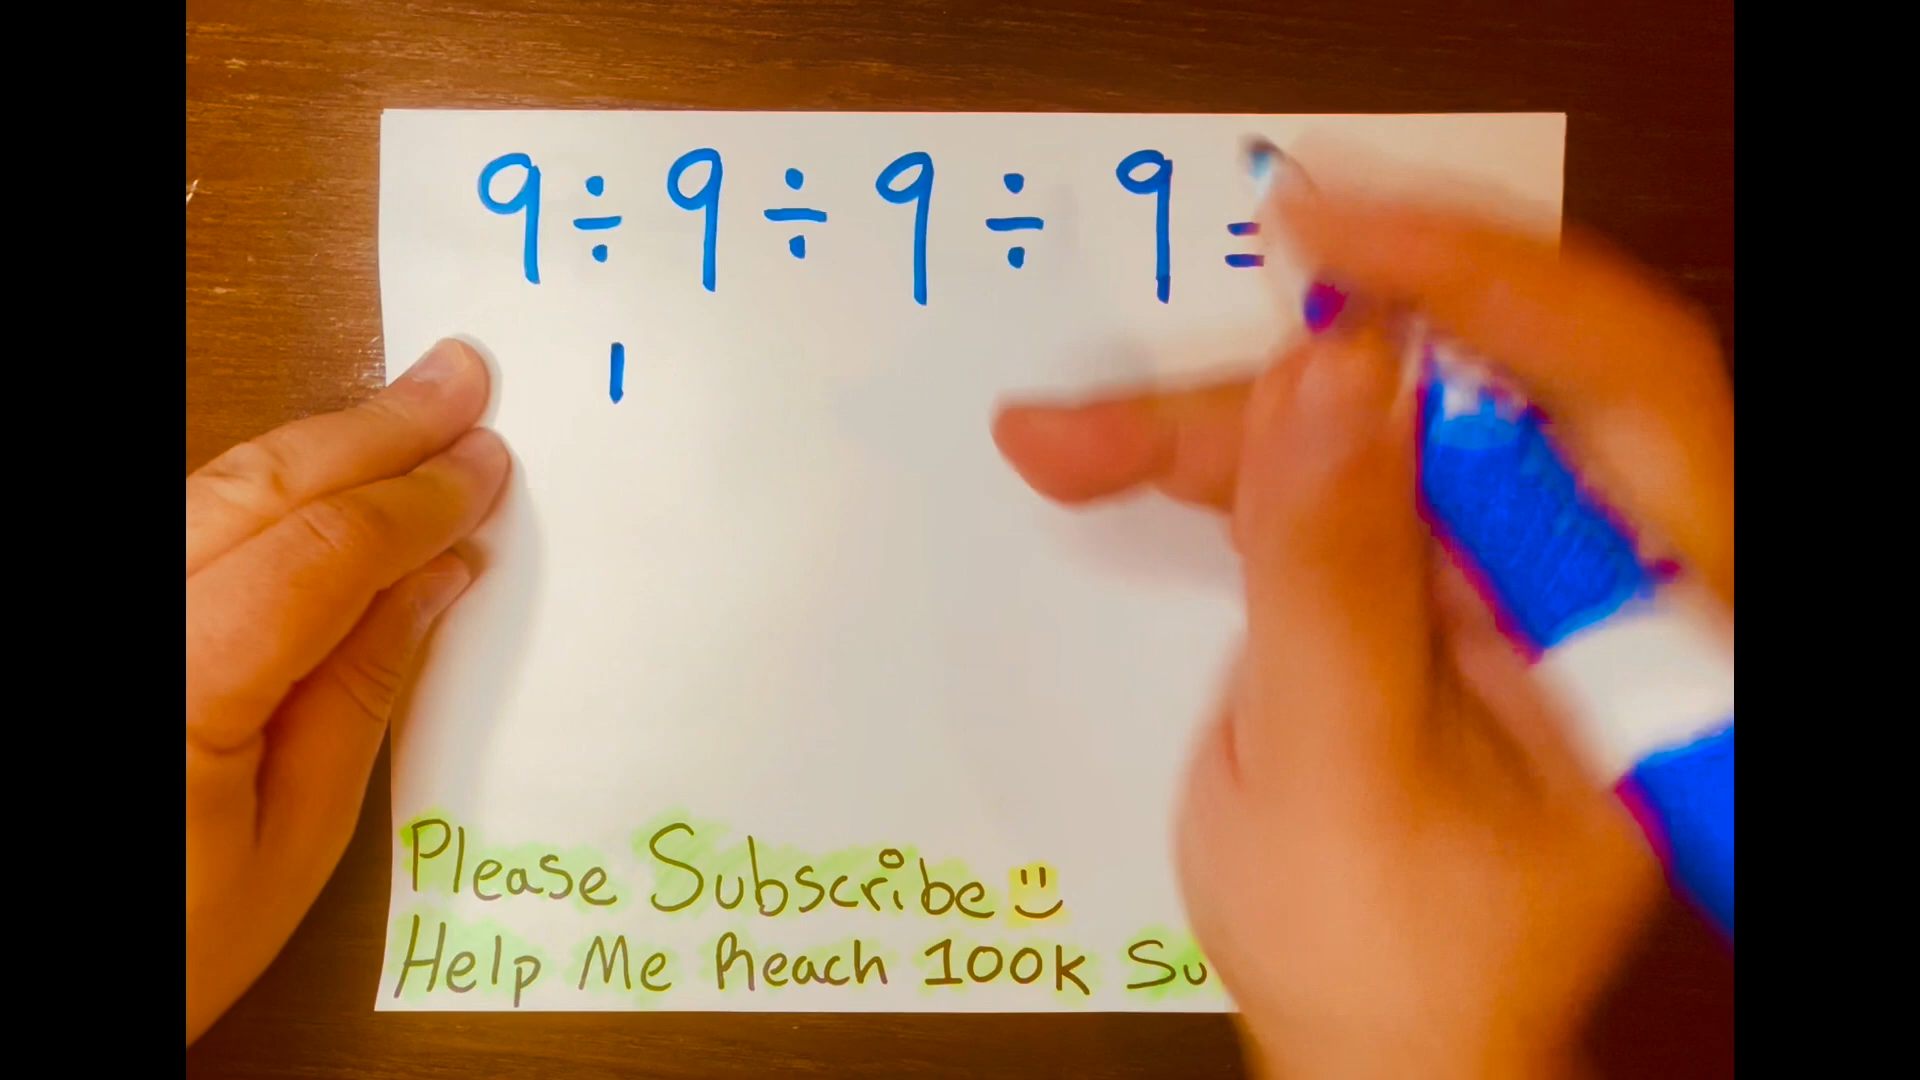 9 ÷ 9 ÷ 9 ÷ 9 =
1
Please Subscribe
Help Me Reach 100k